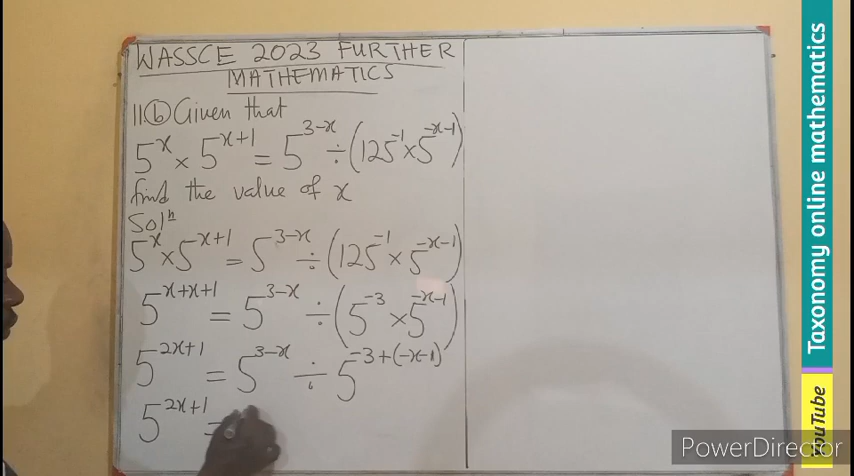 WASSCE 2023 FURTHER
MATHEMATICS
11(b) Given that
5^x × 5^{x+1} = 5^{3-x} ÷ (125^{-1} × 5^{-x-1})
find the value of x
Solⁿ
5^x × 5^{x+1} = 5^{3-x} ÷ (125^{-1} × 5^{-x-1})
5^{x+x+1} = 5^{3-x} ÷ (5^{-3} × 5^{-x-1})
5^{2x+1} = 5^{3-x} ÷ 5^{-3+(-x-1)}
5^{2x+1} =
YouTube Taxonomy online mathematics
PowerDirector